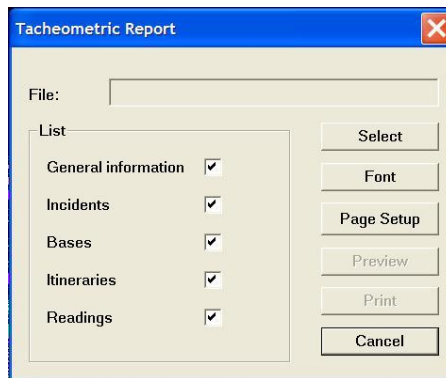 Tacheometric Report
File:
List
General information
Incidents
Bases
Itineraries
Readings
Select
Font
Page Setup
Preview
Print
Cancel